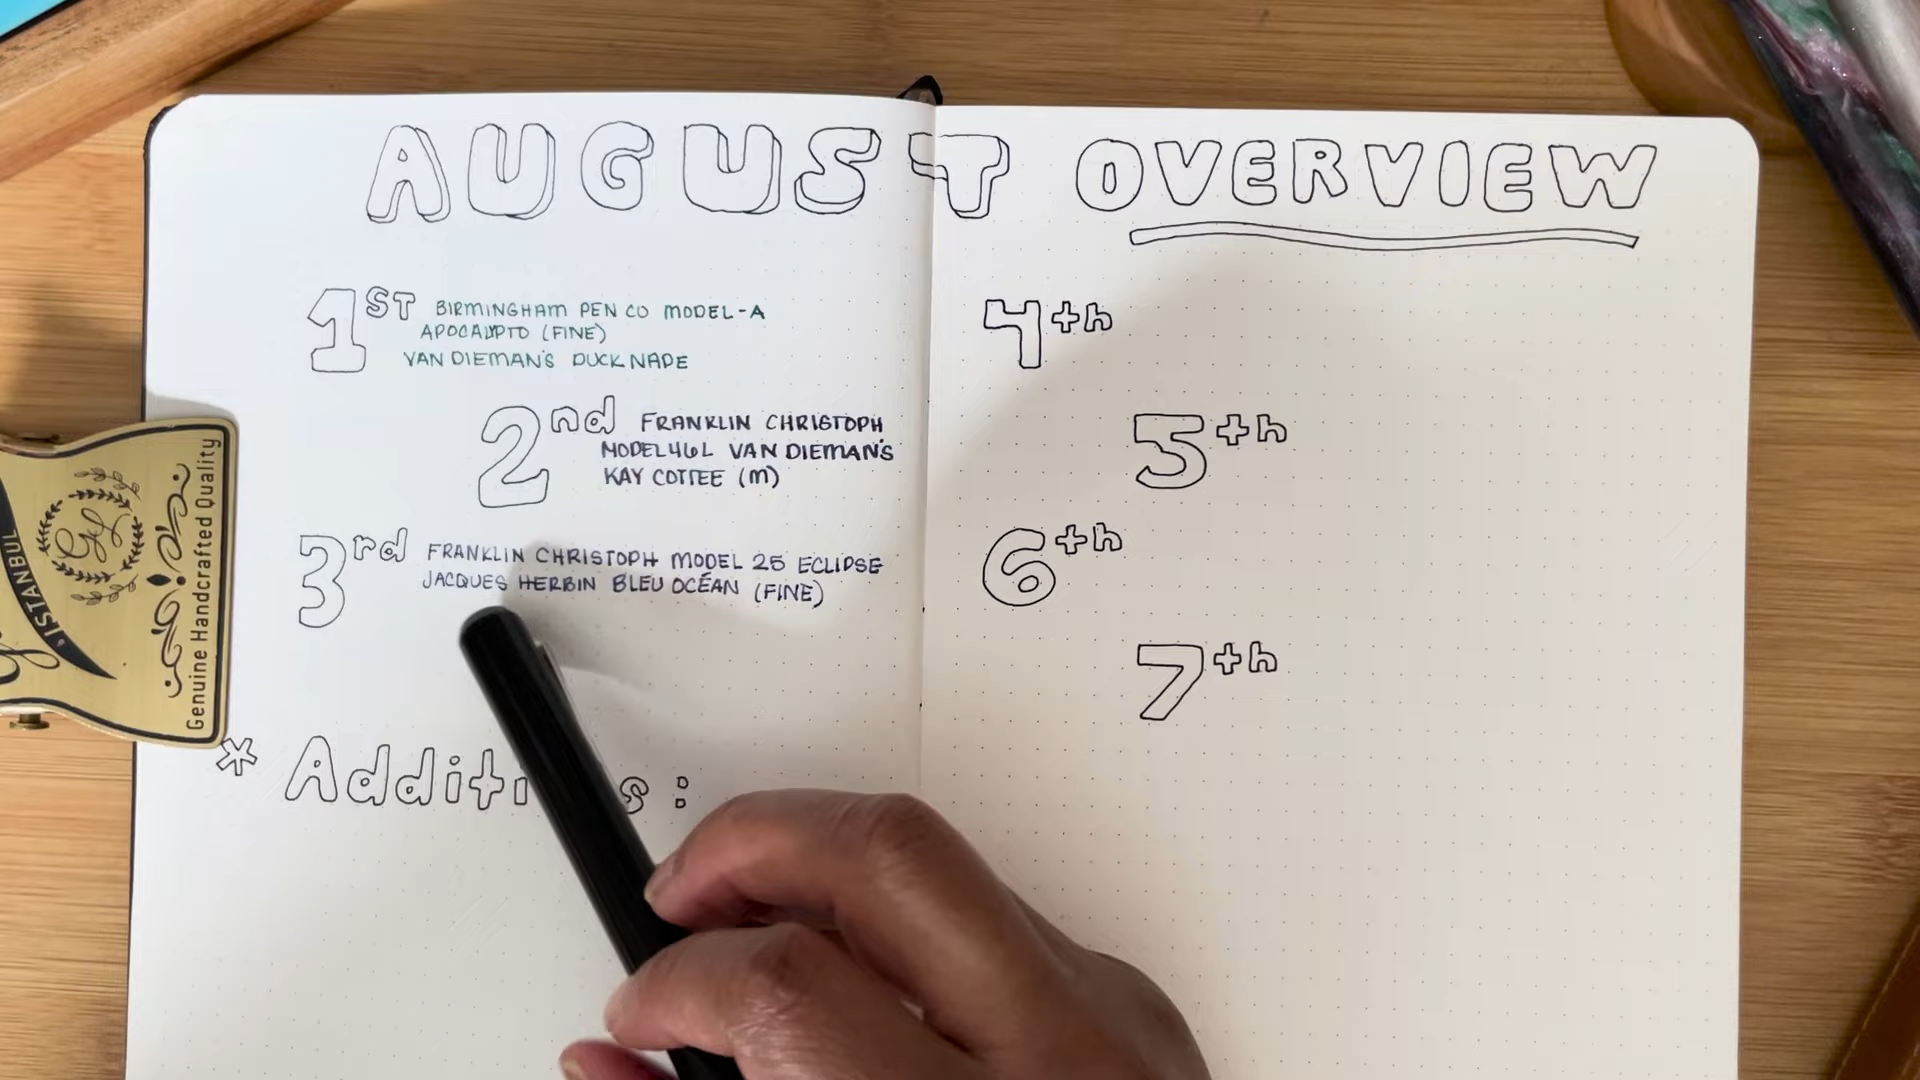 AUGUST OVERVIEW
1ST BIRMINGHAM PEN CO MODEL-A
APOCALYPTO (FINE)
VAN DIEMAN'S DUCK NADE
2nd FRANKLIN CHRISTOPH
MODEL 46L VAN DIEMAN'S
KAY COTTEE (M)
3rd FRANKLIN CHRISTOPH MODEL 25 ECLIPSE
JACQUES HERBIN BLEU OCÉAN (FINE)
* :
4th
5th
6th
7th
ISTANBUL
Genuine Handcrafted Quality